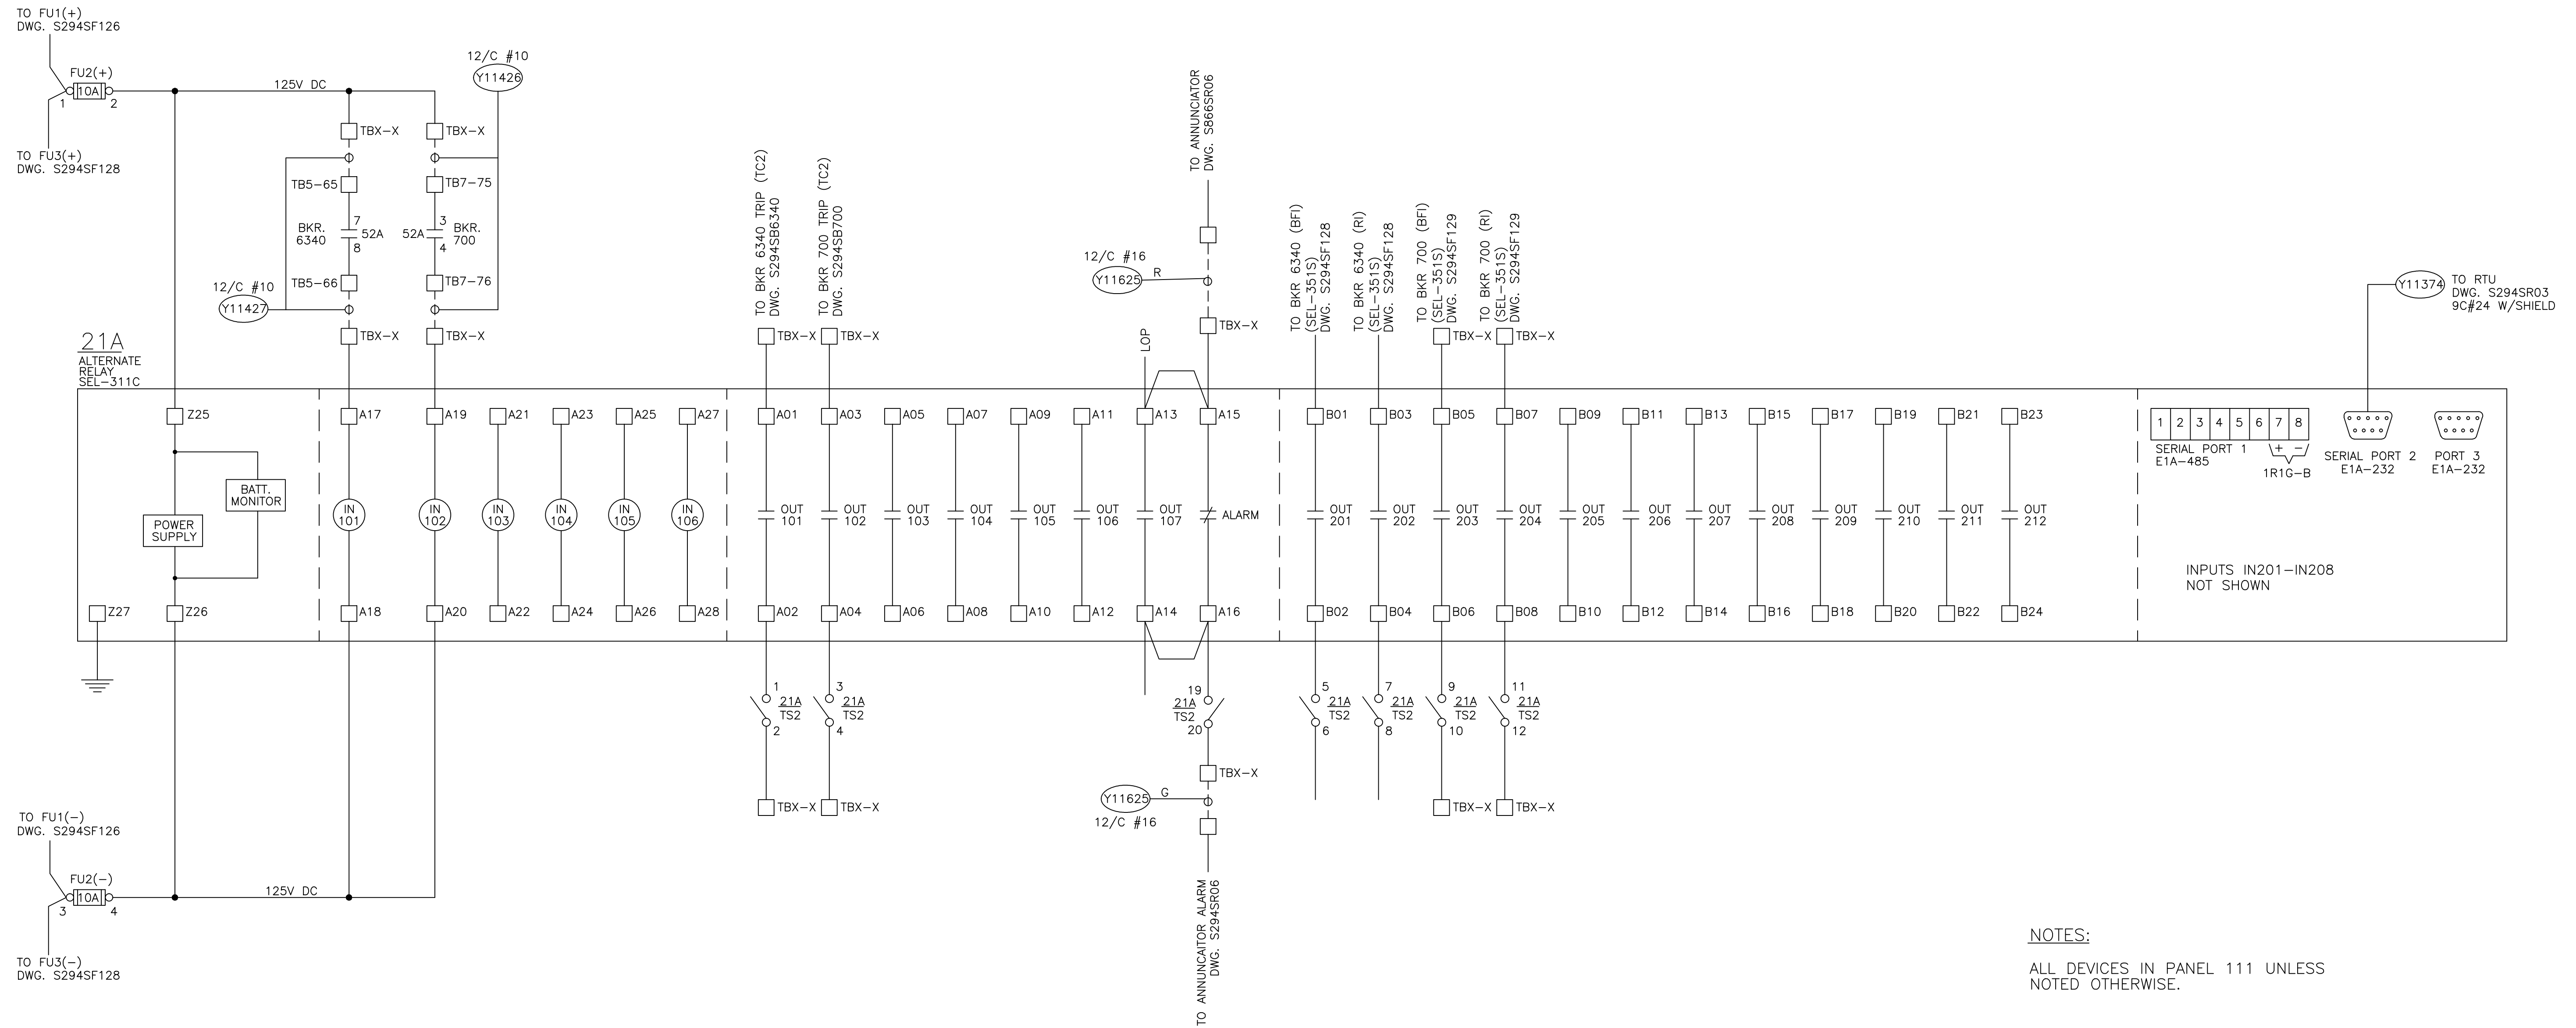 TO FU1(+)
DWG. S294SF126
FU2(+)
10A
1
2
TO FU3(+)
DWG. S294SF128
125V DC
12/C #10
Y11426
TBX-X
TBX-X
TB5-65
TB7-75
BKR.
6340
7
52A
8
52A
3
BKR.
700
4
TB5-66
TB7-76
12/C #10
Y11427
TBX-X
TBX-X
TO BKR 6340 TRIP (TC2)
DWG. S294SB6340
TO BKR 700 TRIP (TC2)
DWG. S294SB700
TBX-X
TBX-X
TO ANNUNCIATOR
DWG. S866SR06
12/C #16
Y11625
R
TBX-X
LOP
TO BKR 6340 (BFI)
(SEL-351S)
DWG. S294SF128
TO BKR 6340 (RI)
(SEL-351S)
DWG. S294SF128
TO BKR 700 (BFI)
(SEL-351S)
DWG. S294SF129
TO BKR 700 (RI)
(SEL-351S)
DWG. S294SF129
TBX-X
TBX-X
Y11374
TO RTU
DWG. S294SR03
9C#24 W/SHIELD
21A
ALTERNATE
RELAY
SEL-311C
Z25
A17
A19
A21
A23
A25
A27
A01
A03
A05
A07
A09
A11
A13
A15
B01
B03
B05
B07
B09
B11
B13
B15
B17
B19
B21
B23
1 2 3 4 5 6 7 8
SERIAL PORT 1
E1A-485
+ -
1R1G-B
SERIAL PORT 2
E1A-232
PORT 3
E1A-232
BATT.
MONITOR
POWER
SUPPLY
IN
101
IN
102
IN
103
IN
104
IN
105
IN
106
OUT
101
OUT
102
OUT
103
OUT
104
OUT
105
OUT
106
OUT
107
ALARM
OUT
201
OUT
202
OUT
203
OUT
204
OUT
205
OUT
206
OUT
207
OUT
208
OUT
209
OUT
210
OUT
211
OUT
212
INPUTS IN201-IN208
NOT SHOWN
Z27
Z26
A18
A20
A22
A24
A26
A28
A02
A04
A06
A08
A10
A12
A14
A16
B02
B04
B06
B08
B10
B12
B14
B16
B18
B20
B22
B24
1
21A
TS2
2
3
21A
TS2
4
19
21A
TS2
20
5
21A
TS2
6
7
21A
TS2
8
9
21A
TS2
10
11
21A
TS2
12
TBX-X
TBX-X
TBX-X
Y11625
G
12/C #16
TBX-X
TBX-X
TO ANNUNCAITOR ALARM
DWG. S294SR06
TO FU1(-)
DWG. S294SF126
FU2(-)
10A
3
4
125V DC
TO FU3(-)
DWG. S294SF128
NOTES:
ALL DEVICES IN PANEL 111 UNLESS
NOTED OTHERWISE.